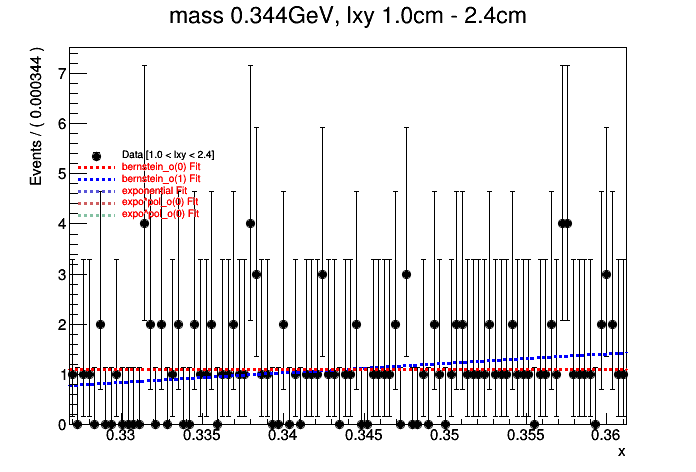 mass 0.344GeV, lxy 1.0cm - 2.4cm
Events / ( 0.000344 )
7
6
5
4
3
2
1
0
Data [1.0 < lxy < 2.4]
bernstein_o(0) Fit
bernstein_o(1) Fit
exponential Fit
expo*pol_o(0) Fit
expo*pol_o(0) Fit
0.33 0.335 0.34 0.345 0.35 0.355 0.36
x